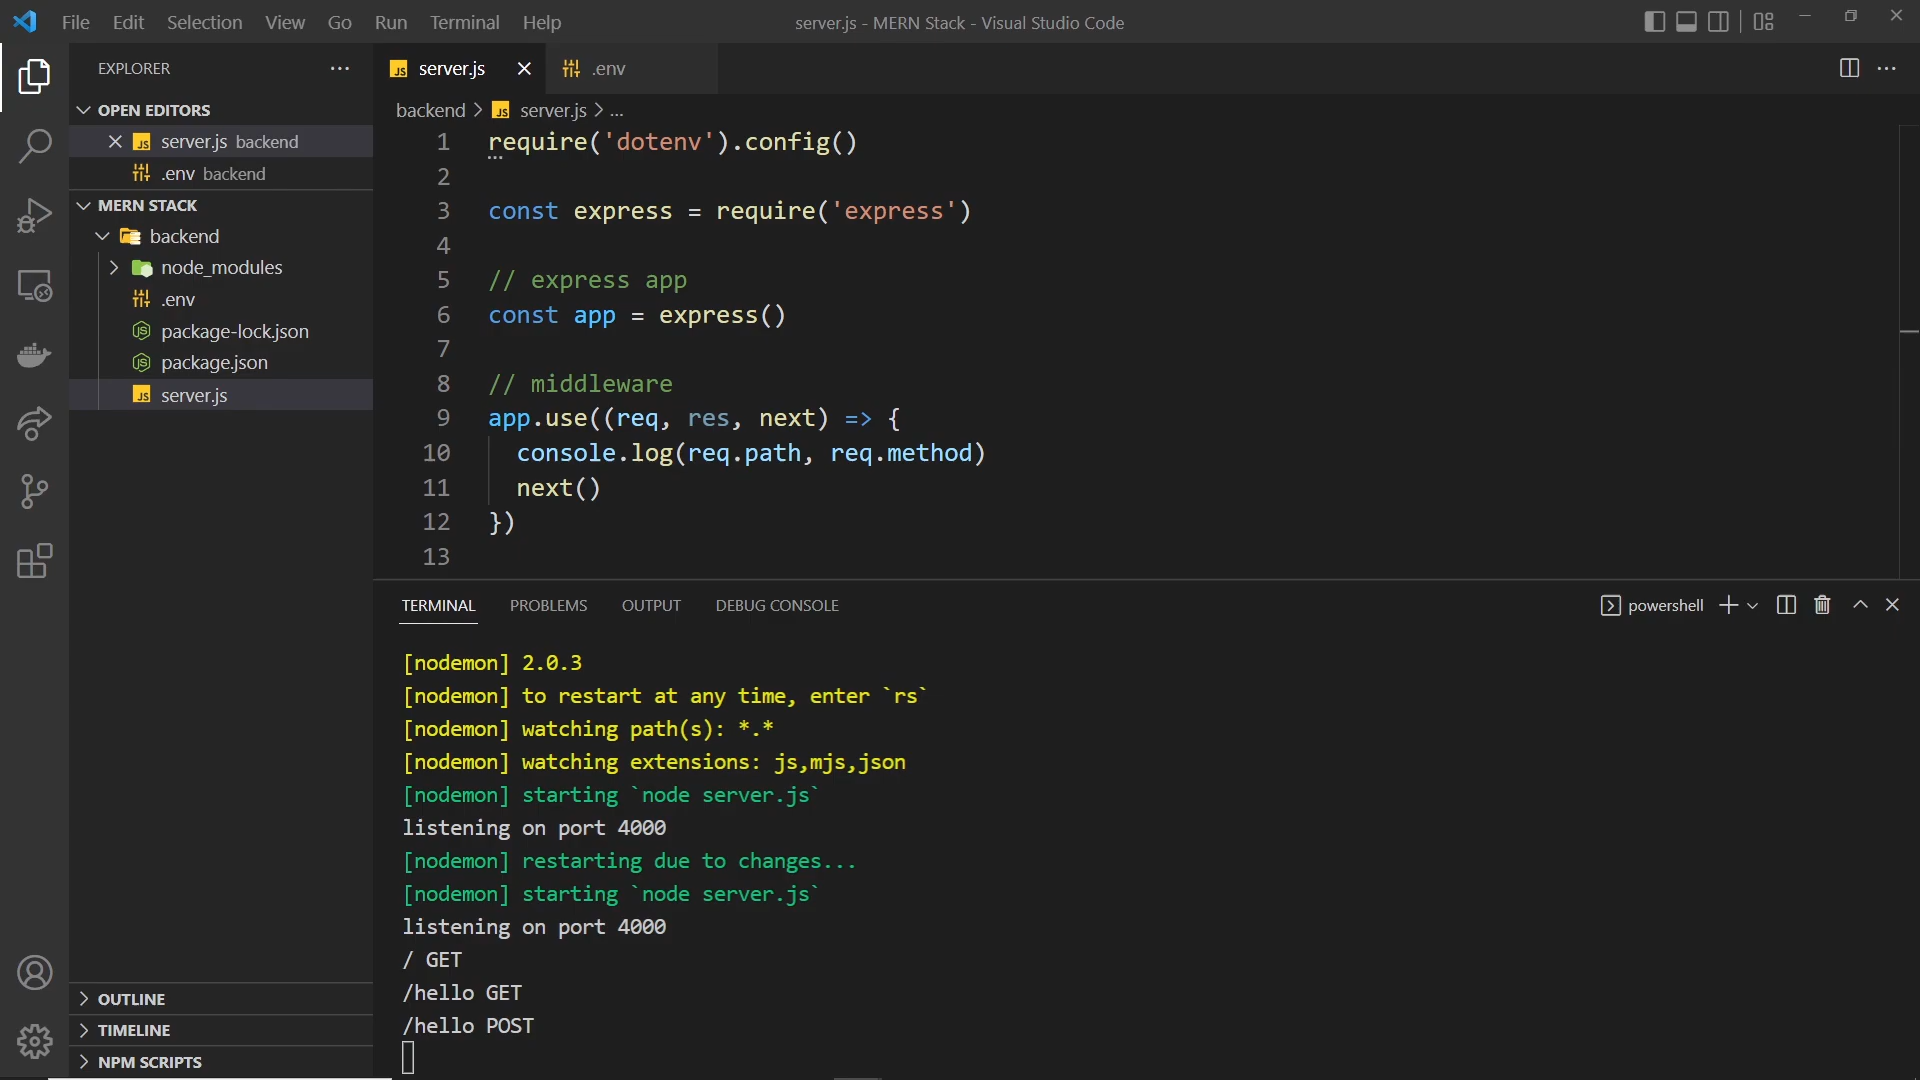 File Edit Selection View Go Run Terminal Help server.js - MERN Stack - Visual Studio Code
EXPLORER
OPEN EDITORS
server.js backend
.env backend
MERN STACK
backend
node_modules
.env
package-lock.json
package.json
server.js
OUTLINE
TIMELINE
NPM SCRIPTS
server.js .env
backend > server.js > ...
1 require('dotenv').config()
2
3 const express = require('express')
4
5 // express app
6 const app = express()
7
8 // middleware
9 app.use((req, res, next) => {
10 console.log(req.path, req.method)
11 next()
12 })
13
TERMINAL PROBLEMS OUTPUT DEBUG CONSOLE powershell
[nodemon] 2.0.3
[nodemon] to restart at any time, enter `rs`
[nodemon] watching path(s): *.*
[nodemon] watching extensions: js,mjs,json
[nodemon] starting `node server.js`
listening on port 4000
[nodemon] restarting due to changes...
[nodemon] starting `node server.js`
listening on port 4000
/ GET
/hello GET
/hello POST